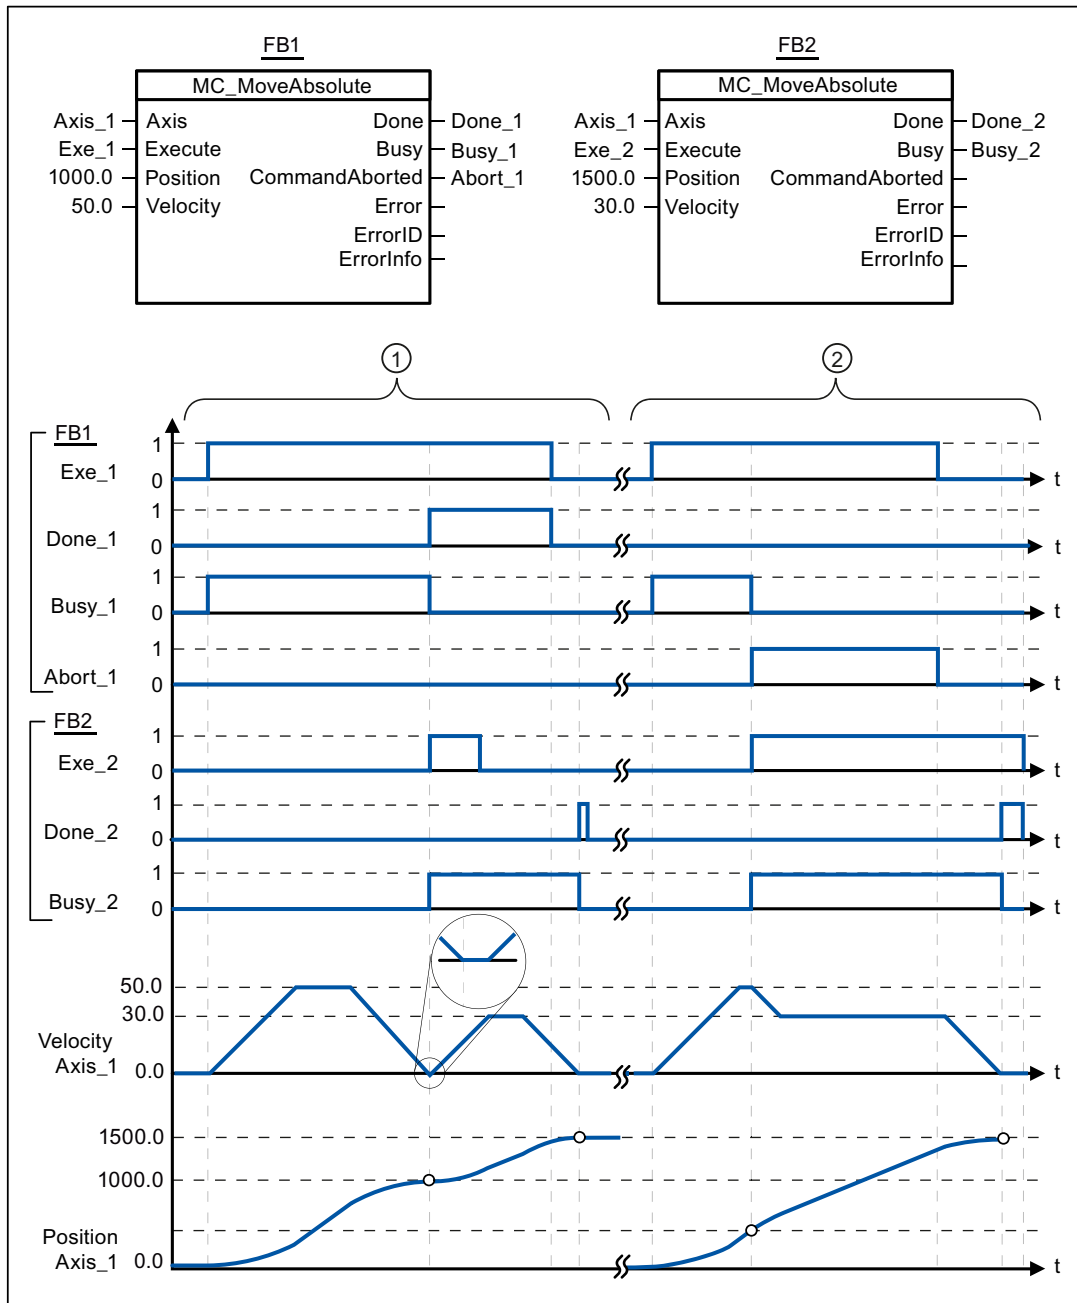 FB1
MC_MoveAbsolute
Axis_1 Axis Done Done_1
Exe_1 Execute Busy Busy_1
1000.0 Position CommandAborted Abort_1
50.0 Velocity Error
ErrorID
ErrorInfo
FB2
MC_MoveAbsolute
Axis_1 Axis Done Done_2
Exe_2 Execute Busy Busy_2
1500.0 Position CommandAborted
30.0 Velocity Error
ErrorID
ErrorInfo
1 2
FB1
Exe_1 1 0 t
Done_1 1 0 t
Busy_1 1 0 t
Abort_1 1 0 t
FB2
Exe_2 1 0 t
Done_2 1 0 t
Busy_2 1 0 t
50.0
30.0
Velocity
Axis_1 0.0 t
1500.0
1000.0
Position
Axis_1 0.0 t